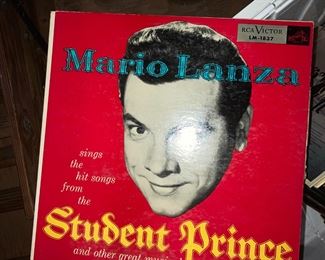 RCA VICTOR
LM-1837
Mario Lanza
sings
the
hit songs
from
the
Student Prince
and other great